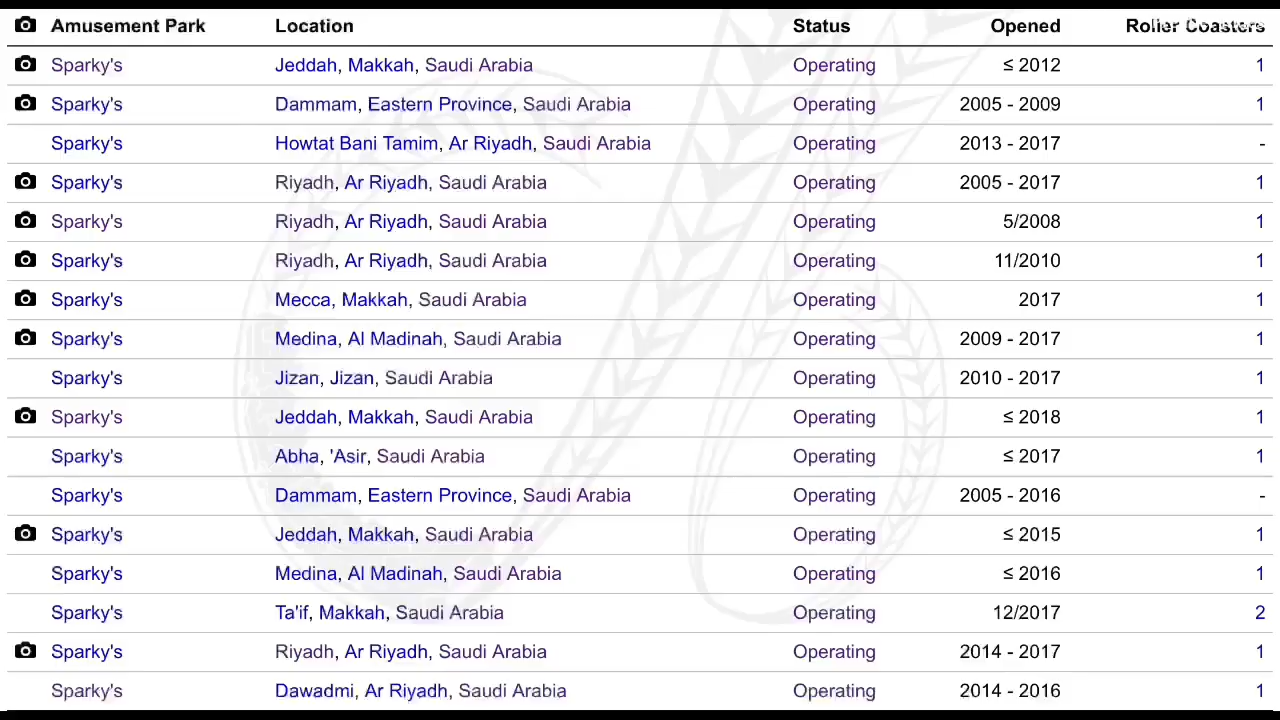 Amusement Park Location Status Opened Roller Coasters
Sparky's Jeddah, Makkah, Saudi Arabia Operating ≤ 2012 1
Sparky's Dammam, Eastern Province, Saudi Arabia Operating 2005 - 2009 1
Sparky's Howtat Bani Tamim, Ar Riyadh, Saudi Arabia Operating 2013 - 2017 -
Sparky's Riyadh, Ar Riyadh, Saudi Arabia Operating 2005 - 2017 1
Sparky's Riyadh, Ar Riyadh, Saudi Arabia Operating 5/2008 1
Sparky's Riyadh, Ar Riyadh, Saudi Arabia Operating 11/2010 1
Sparky's Mecca, Makkah, Saudi Arabia Operating 2017 1
Sparky's Medina, Al Madinah, Saudi Arabia Operating 2009 - 2017 1
Sparky's Jizan, Jizan, Saudi Arabia Operating 2010 - 2017 1
Sparky's Jeddah, Makkah, Saudi Arabia Operating ≤ 2018 1
Sparky's Abha, 'Asir, Saudi Arabia Operating ≤ 2017 1
Sparky's Dammam, Eastern Province, Saudi Arabia Operating 2005 - 2016 -
Sparky's Jeddah, Makkah, Saudi Arabia Operating ≤ 2015 1
Sparky's Medina, Al Madinah, Saudi Arabia Operating ≤ 2016 1
Sparky's Ta'if, Makkah, Saudi Arabia Operating 12/2017 2
Sparky's Riyadh, Ar Riyadh, Saudi Arabia Operating 2014 - 2017 1
Sparky's Dawadmi, Ar Riyadh, Saudi Arabia Operating 2014 - 2016 1